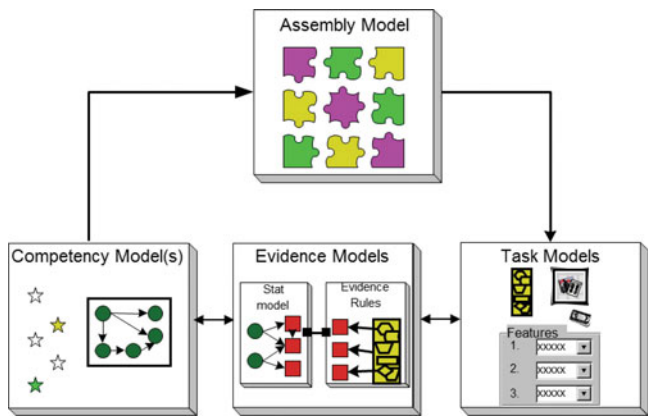 Assembly Model
Competency Model(s)
Evidence Models
Stat
model
Evidence
Rules
Task Models
Features
1. xxxxx
2. xxxxx
3. xxxxx